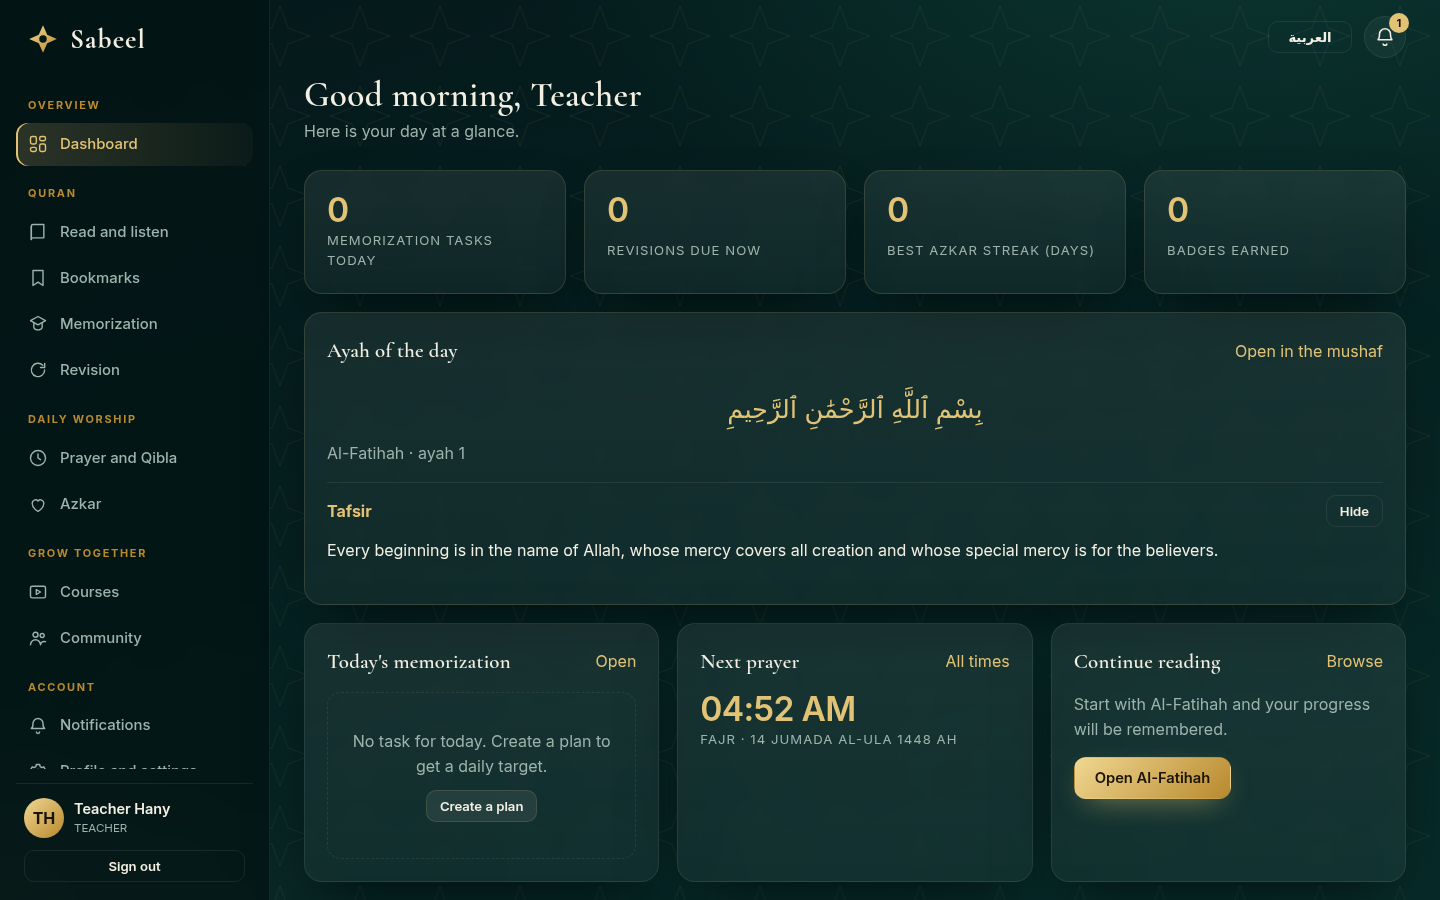 Sabeel
OVERVIEW
Dashboard
QURAN
Read and listen
Bookmarks
Memorization
Revision
DAILY WORSHIP
Prayer and Qibla
Azkar
GROW TOGETHER
Courses
Community
ACCOUNT
Notifications
Profile and settings
TH
Teacher Hany
TEACHER
Sign out
العربية
1
Good morning, Teacher
Here is your day at a glance.
0
MEMORIZATION TASKS
TODAY
0
REVISIONS DUE NOW
0
BEST AZKAR STREAK (DAYS)
0
BADGES EARNED
Ayah of the day
Open in the mushaf
بِسْمِ ٱللَّهِ ٱلرَّحْمَٰنِ ٱلرَّحِيمِ
Al-Fatihah · ayah 1
Tafsir
Hide
Every beginning is in the name of Allah, whose mercy covers all creation and whose special mercy is for the believers.
Today's memorization
Open
No task for today. Create a plan to
get a daily target.
Create a plan
Next prayer
All times
04:52 AM
FAJR · 14 JUMADA AL-ULA 1448 AH
Continue reading
Browse
Start with Al-Fatihah and your progress
will be remembered.
Open Al-Fatihah